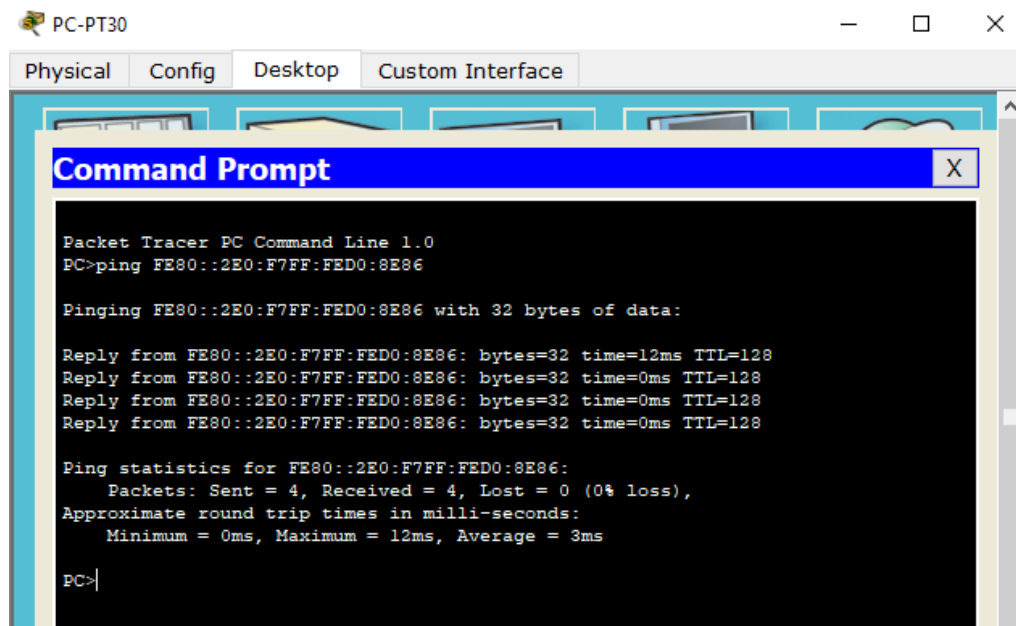 PC-PT30
Physical Config Desktop Custom Interface
Command Prompt X
Packet Tracer PC Command Line 1.0
PC>ping FE80::2E0:F7FF:FED0:8E86
Pinging FE80::2E0:F7FF:FED0:8E86 with 32 bytes of data:
Reply from FE80::2E0:F7FF:FED0:8E86: bytes=32 time=12ms TTL=128
Reply from FE80::2E0:F7FF:FED0:8E86: bytes=32 time=0ms TTL=128
Reply from FE80::2E0:F7FF:FED0:8E86: bytes=32 time=0ms TTL=128
Reply from FE80::2E0:F7FF:FED0:8E86: bytes=32 time=0ms TTL=128
Ping statistics for FE80::2E0:F7FF:FED0:8E86:
Packets: Sent = 4, Received = 4, Lost = 0 (0% loss),
Approximate round trip times in milli-seconds:
Minimum = 0ms, Maximum = 12ms, Average = 3ms
PC>